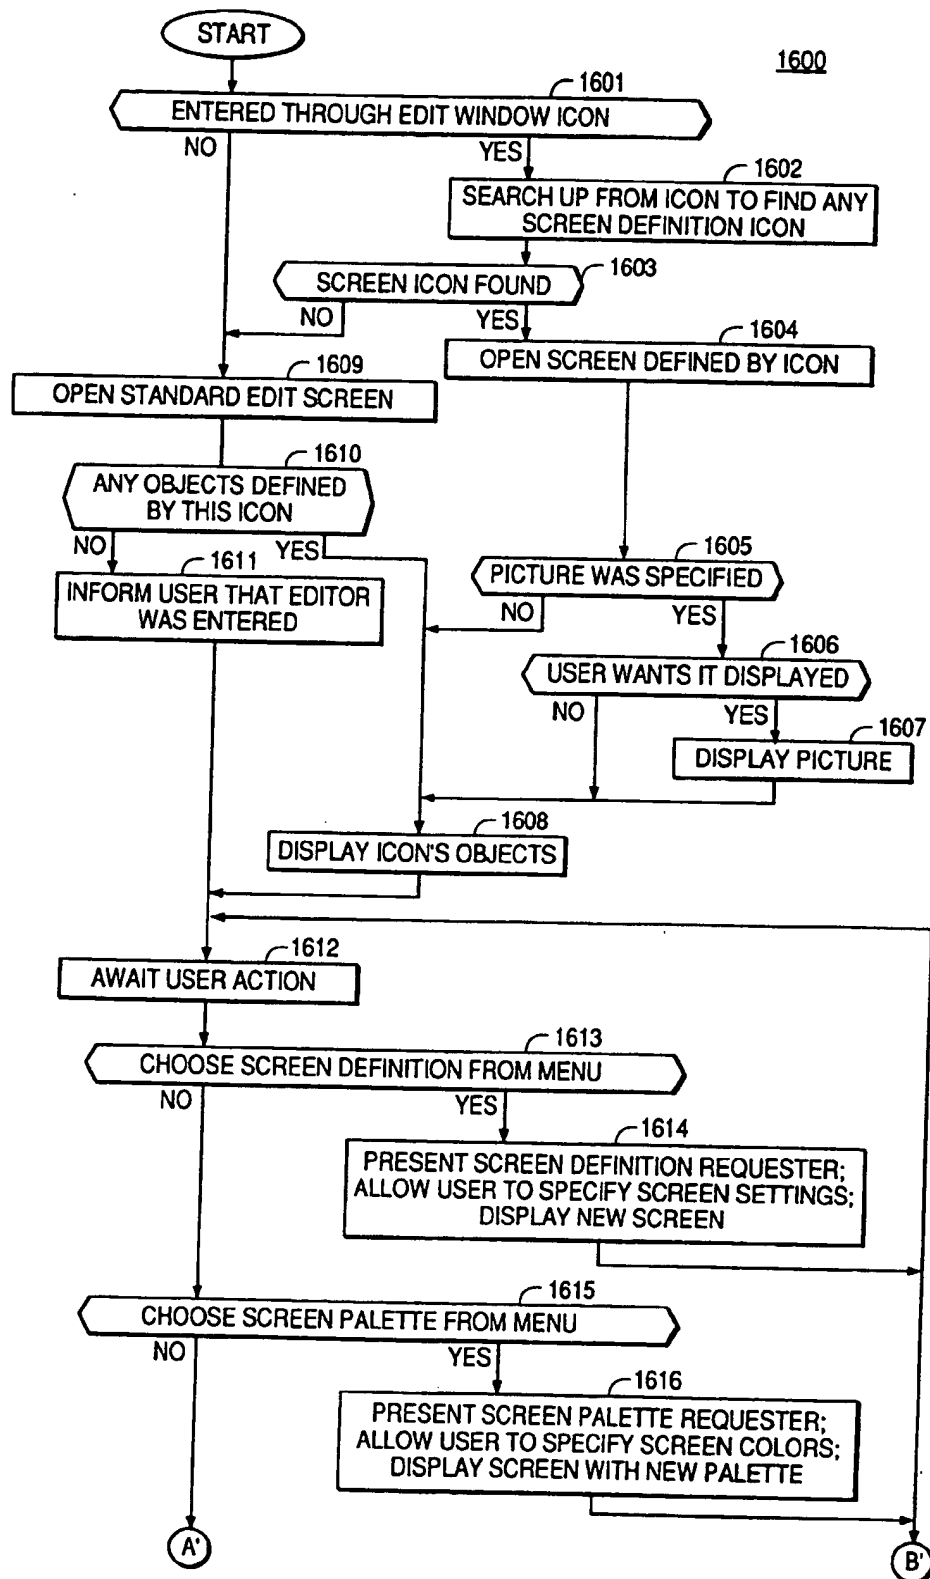 START
1600
1601
ENTERED THROUGH EDIT WINDOW ICON
NO
YES
1602
SEARCH UP FROM ICON TO FIND ANY
SCREEN DEFINITION ICON
1603
SCREEN ICON FOUND
NO
YES
1604
OPEN SCREEN DEFINED BY ICON
1609
OPEN STANDARD EDIT SCREEN
1610
ANY OBJECTS DEFINED
BY THIS ICON
NO
YES
1611
INFORM USER THAT EDITOR
WAS ENTERED
1605
PICTURE WAS SPECIFIED
NO
YES
1606
USER WANTS IT DISPLAYED
NO
YES
1607
DISPLAY PICTURE
1608
DISPLAY ICON'S OBJECTS
1612
AWAIT USER ACTION
1613
CHOOSE SCREEN DEFINITION FROM MENU
NO
YES
1614
PRESENT SCREEN DEFINITION REQUESTER;
ALLOW USER TO SPECIFY SCREEN SETTINGS;
DISPLAY NEW SCREEN
1615
CHOOSE SCREEN PALETTE FROM MENU
NO
YES
1616
PRESENT SCREEN PALETTE REQUESTER;
ALLOW USER TO SPECIFY SCREEN COLORS;
DISPLAY SCREEN WITH NEW PALETTE
A'
B'